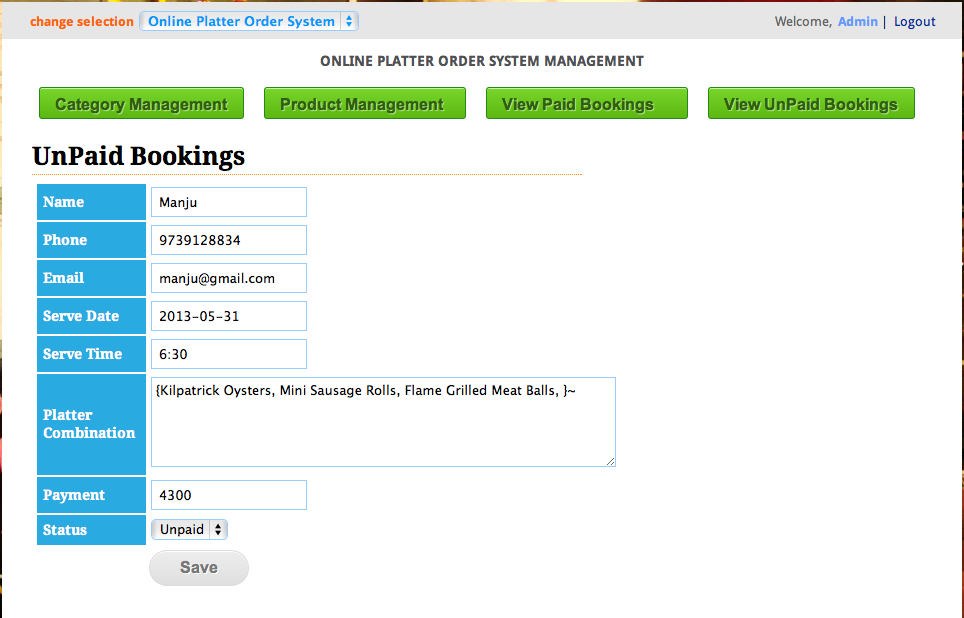 change selection Online Platter Order System Welcome, Admin | Logout
ONLINE PLATTER ORDER SYSTEM MANAGEMENT
Category Management Product Management View Paid Bookings View UnPaid Bookings
UnPaid Bookings
Name Manju
Phone 9739128834
Email manju@gmail.com
Serve Date 2013-05-31
Serve Time 6:30
{Kilpatrick Oysters, Mini Sausage Rolls, Flame Grilled Meat Balls, }~
Platter
Combination
Payment 4300
Status Unpaid
Save